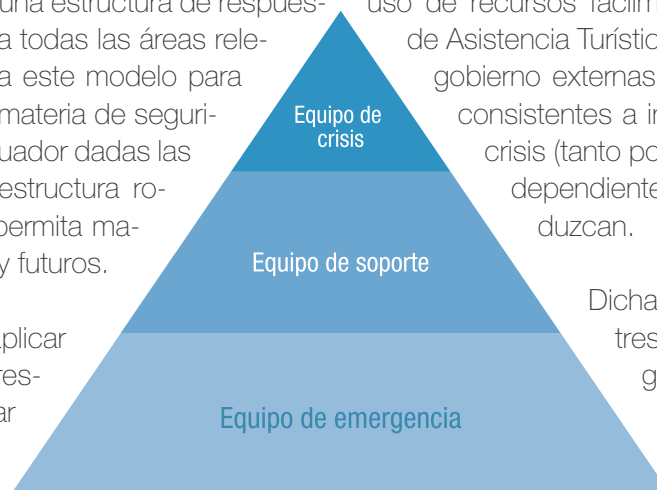 una estructura de respues-
a todas las áreas rele-
a este modelo para
materia de seguri-
uador dadas las
estructura ro-
permita ma-
y futuros.
plicar
res-
ar
Equipo de
crisis
Equipo de soporte
Equipo de emergencia
uso de recursos fácilm
de Asistencia Turístic
gobierno externas
consistentes a i
crisis (tanto po
dependiente
duzcan.
Dicha
tres
g